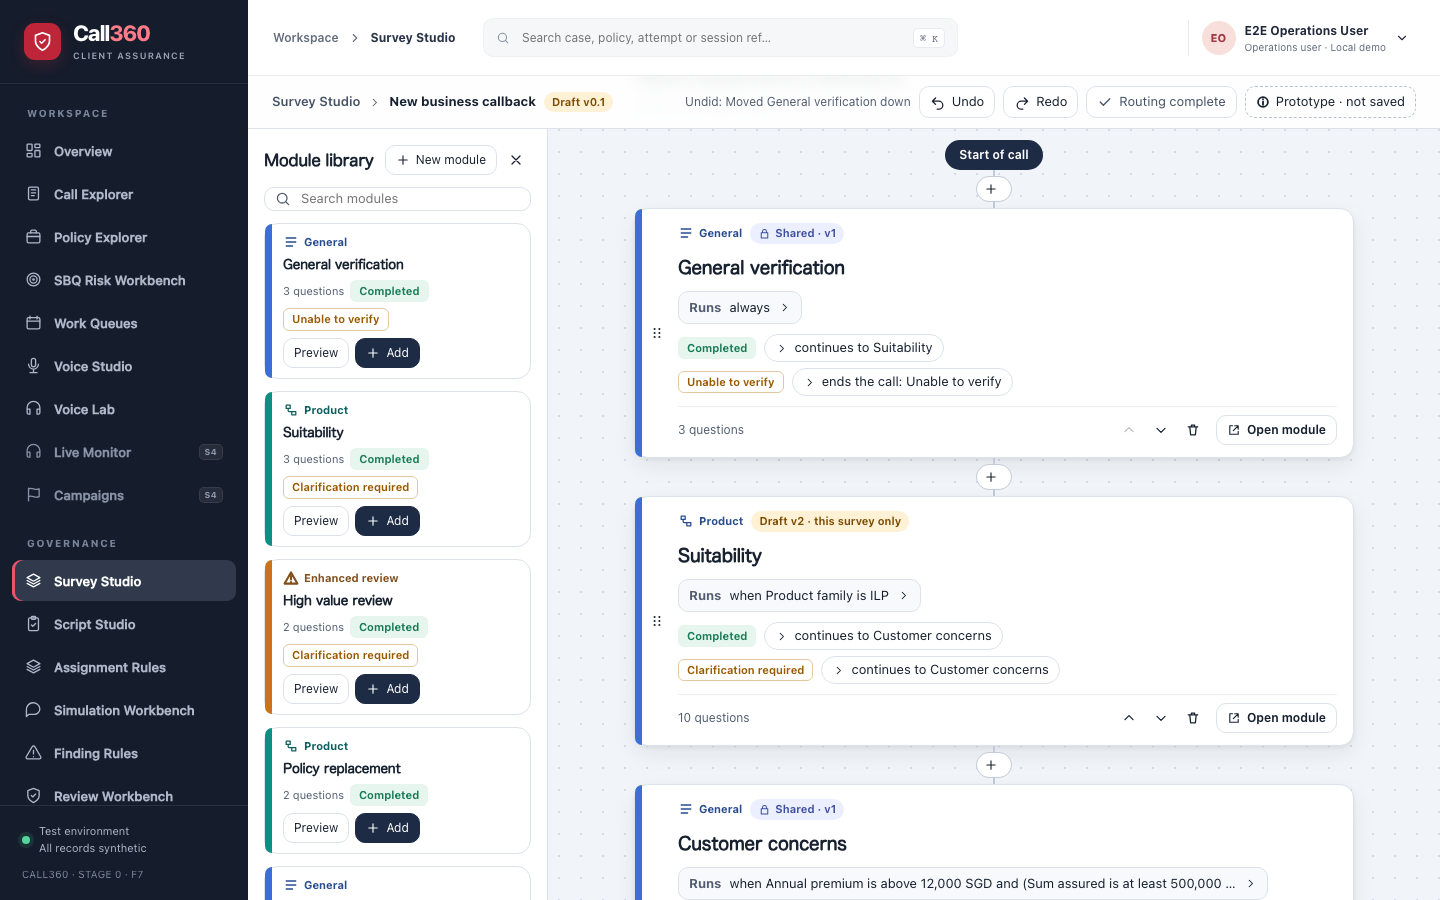 Call360
CLIENT ASSURANCE
WORKSPACE
Overview
Call Explorer
Policy Explorer
SBQ Risk Workbench
Work Queues
Voice Studio
Voice Lab
Live Monitor S4
Campaigns S4
GOVERNANCE
Survey Studio
Script Studio
Assignment Rules
Simulation Workbench
Finding Rules
Review Workbench
Test environment
All records synthetic
CALL360 · STAGE 0 · F7
Workspace > Survey Studio
Search case, policy, attempt or session ref...
⌘ K
EO
E2E Operations User
Operations user · Local demo
Survey Studio > New business callback Draft v0.1
Undid: Moved General verification down
Undo
Redo
Routing complete
Prototype · not saved
Module library
+ New module
Search modules
General
General verification
3 questions Completed
Unable to verify
Preview + Add
Product
Suitability
3 questions Completed
Clarification required
Preview + Add
Enhanced review
High value review
2 questions Completed
Clarification required
Preview + Add
Product
Policy replacement
2 questions Completed
Preview + Add
General
Start of call
+
General Shared · v1
General verification
Runs always >
Completed > continues to Suitability
Unable to verify > ends the call: Unable to verify
3 questions
Open module
+
Product Draft v2 · this survey only
Suitability
Runs when Product family is ILP >
Completed > continues to Customer concerns
Clarification required > continues to Customer concerns
10 questions
Open module
+
General Shared · v1
Customer concerns
Runs when Annual premium is above 12,000 SGD and (Sum assured is at least 500,000 ... >